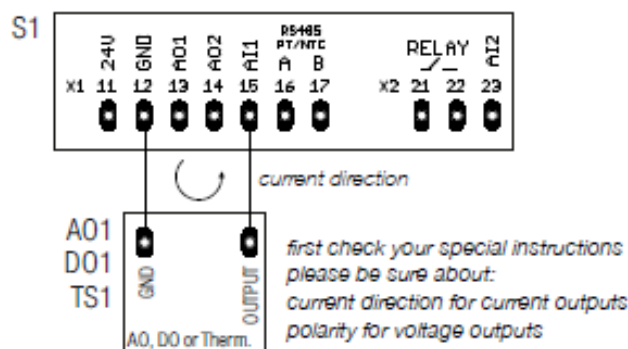 S1
24V GND AO1 AO2 AI1 RS485 PT/NTC A B RELAY AI2
X1 11 12 13 14 15 16 17 X2 21 22 23
current direction
AO1
DO1
TS1
GND
OUTPUT
AO, DO or Therm.
first check your special instructions
please be sure about:
current direction for current outputs
polarity for voltage outputs